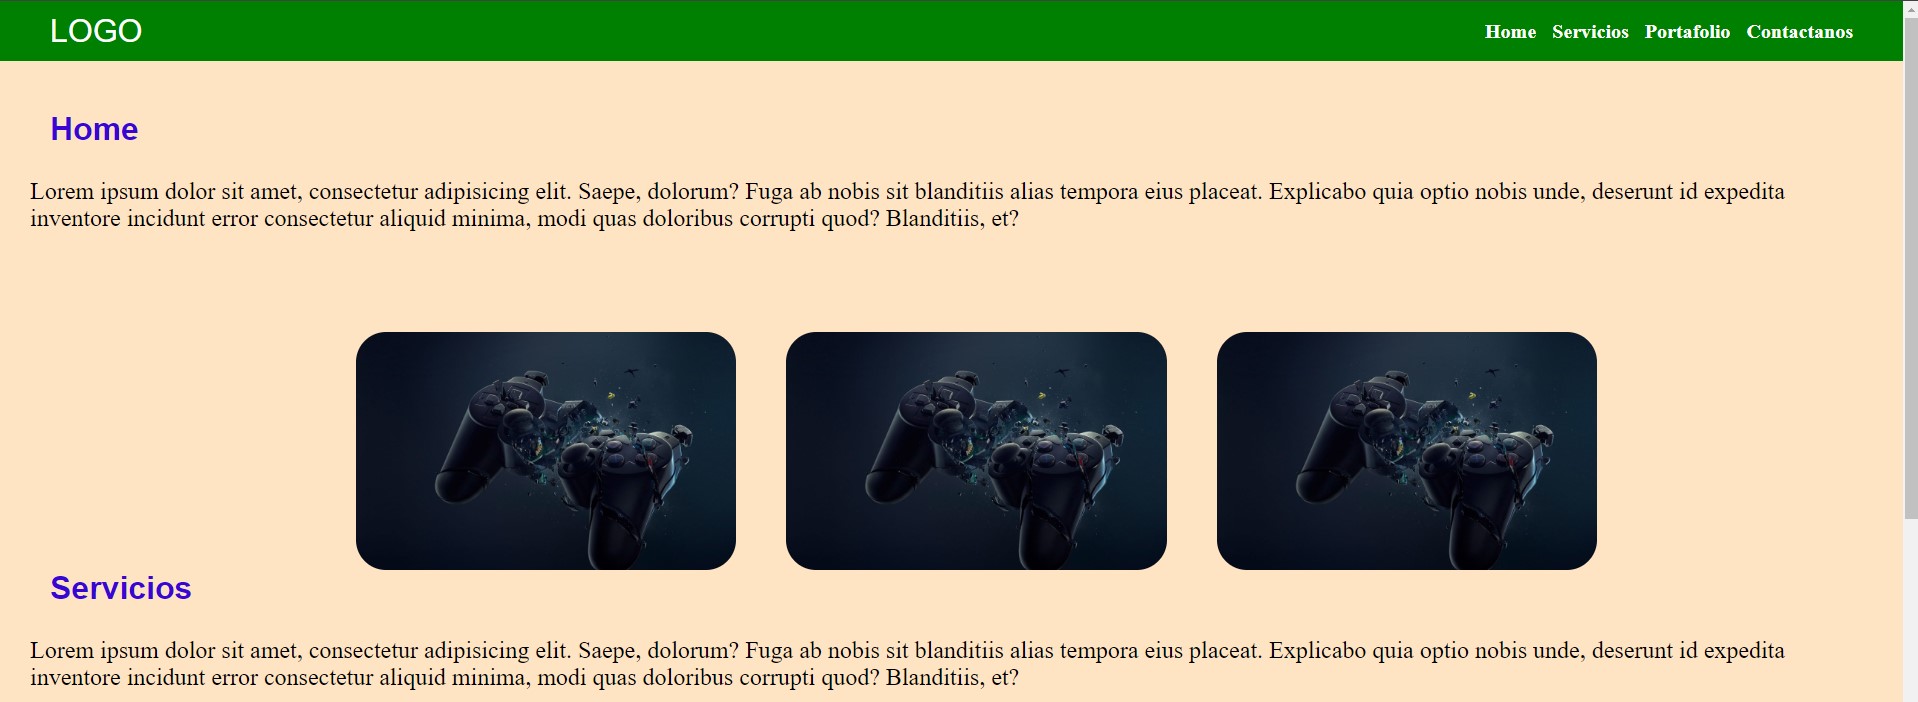 LOGO
Home Servicios Portafolio Contactanos
Home
Lorem ipsum dolor sit amet, consectetur adipisicing elit. Saepe, dolorum? Fuga ab nobis sit blanditiis alias tempora eius placeat. Explicabo quia optio nobis unde, deserunt id expedita
inventore incidunt error consectetur aliquid minima, modi quas doloribus corrupti quod? Blanditiis, et?
Servicios
Lorem ipsum dolor sit amet, consectetur adipisicing elit. Saepe, dolorum? Fuga ab nobis sit blanditiis alias tempora eius placeat. Explicabo quia optio nobis unde, deserunt id expedita
inventore incidunt error consectetur aliquid minima, modi quas doloribus corrupti quod? Blanditiis, et?